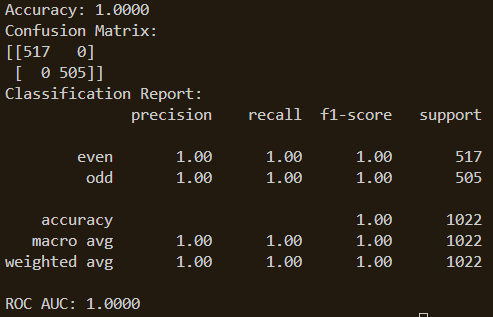 Accuracy: 1.0000
Confusion Matrix:
[[517   0]
 [  0 505]]
Classification Report:
              precision    recall  f1-score   support

        even       1.00      1.00      1.00       517
         odd       1.00      1.00      1.00       505

    accuracy                           1.00      1022
   macro avg       1.00      1.00      1.00      1022
weighted avg       1.00      1.00      1.00      1022

ROC AUC: 1.0000